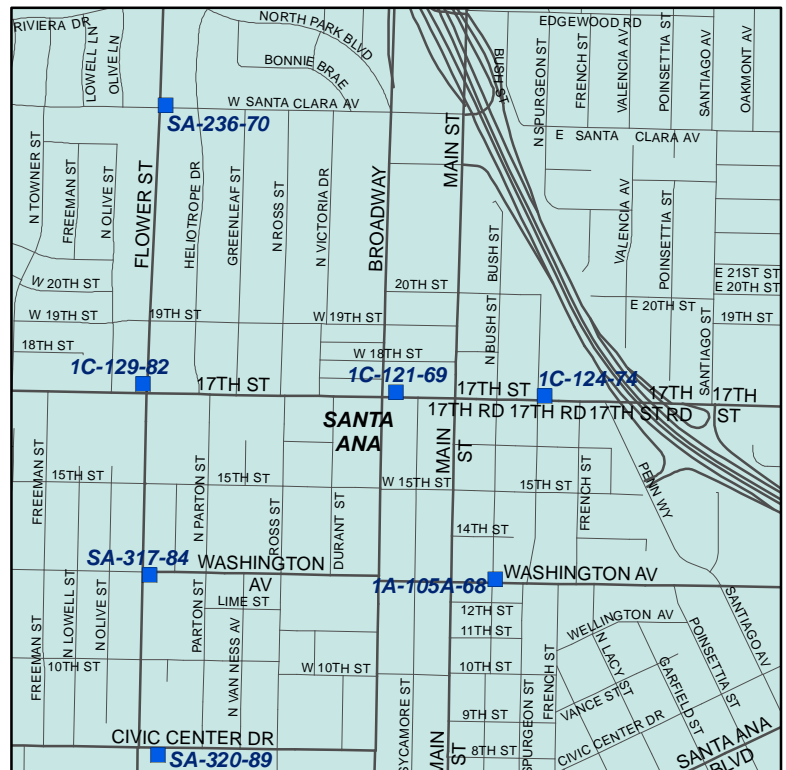 RIVIERA DR
LOWELL LN
OLIVE LN
NORTH PARK BLVD
BONNIE BRAE
W SANTA CLARA AV
SA-236-70
BUSH ST
EDGEWOOD RD
N SPURGEON ST
FRENCH ST
VALENCIA AV
POINSETTIA ST
SANTIAGO AV
OAKMONT AV
E SANTA CLARA AV
N TOWNER ST
FREEMAN ST
N OLIVE ST
FLOWER ST
HELIOTROPE DR
GREENLEAF ST
N ROSS ST
N VICTORIA DR
BROADWAY
MAIN ST
BUSH ST
VALENCIA AV
POINSETTIA ST
W 20TH ST
20TH ST
E 21ST ST
E 20TH ST
E 20TH ST
W 19TH ST
19TH ST
W 19TH ST
19TH ST
N BUSH ST
SANTIAGO ST
18TH ST
W 18TH ST
1C-129-82
17TH ST
1C-121-69
17TH ST
1C-124-74
17TH
17TH
ST
17TH RD
17TH RD
17TH ST RD
SANTA
ANA
MAIN
ST
FREEMAN ST
15TH ST
N PARTON ST
15TH ST
ROSS ST
DURANT ST
W 15TH ST
15TH ST
FRENCH ST
PENN WY
14TH ST
SA-317-84
WASHINGTON
AV
1A-105A-68
WASHINGTON AV
FREEMAN ST
N LOWELL ST
N OLIVE ST
PARTON ST
LIME ST
N VAN NESS AV
12TH ST
11TH ST
WELLINGTON AV
SANTIAGO AV
POINSETTIA ST
10TH ST
W 10TH ST
10TH ST
N LACY ST
GARFIELD ST
VANCE ST
FRENCH ST
SPURGEON ST
SYCAMORE ST
9TH ST
CIVIC CENTER DR
CIVIC CENTER DR
SA-320-89
MAIN
ST
8TH ST
SANTA ANA
BLVD